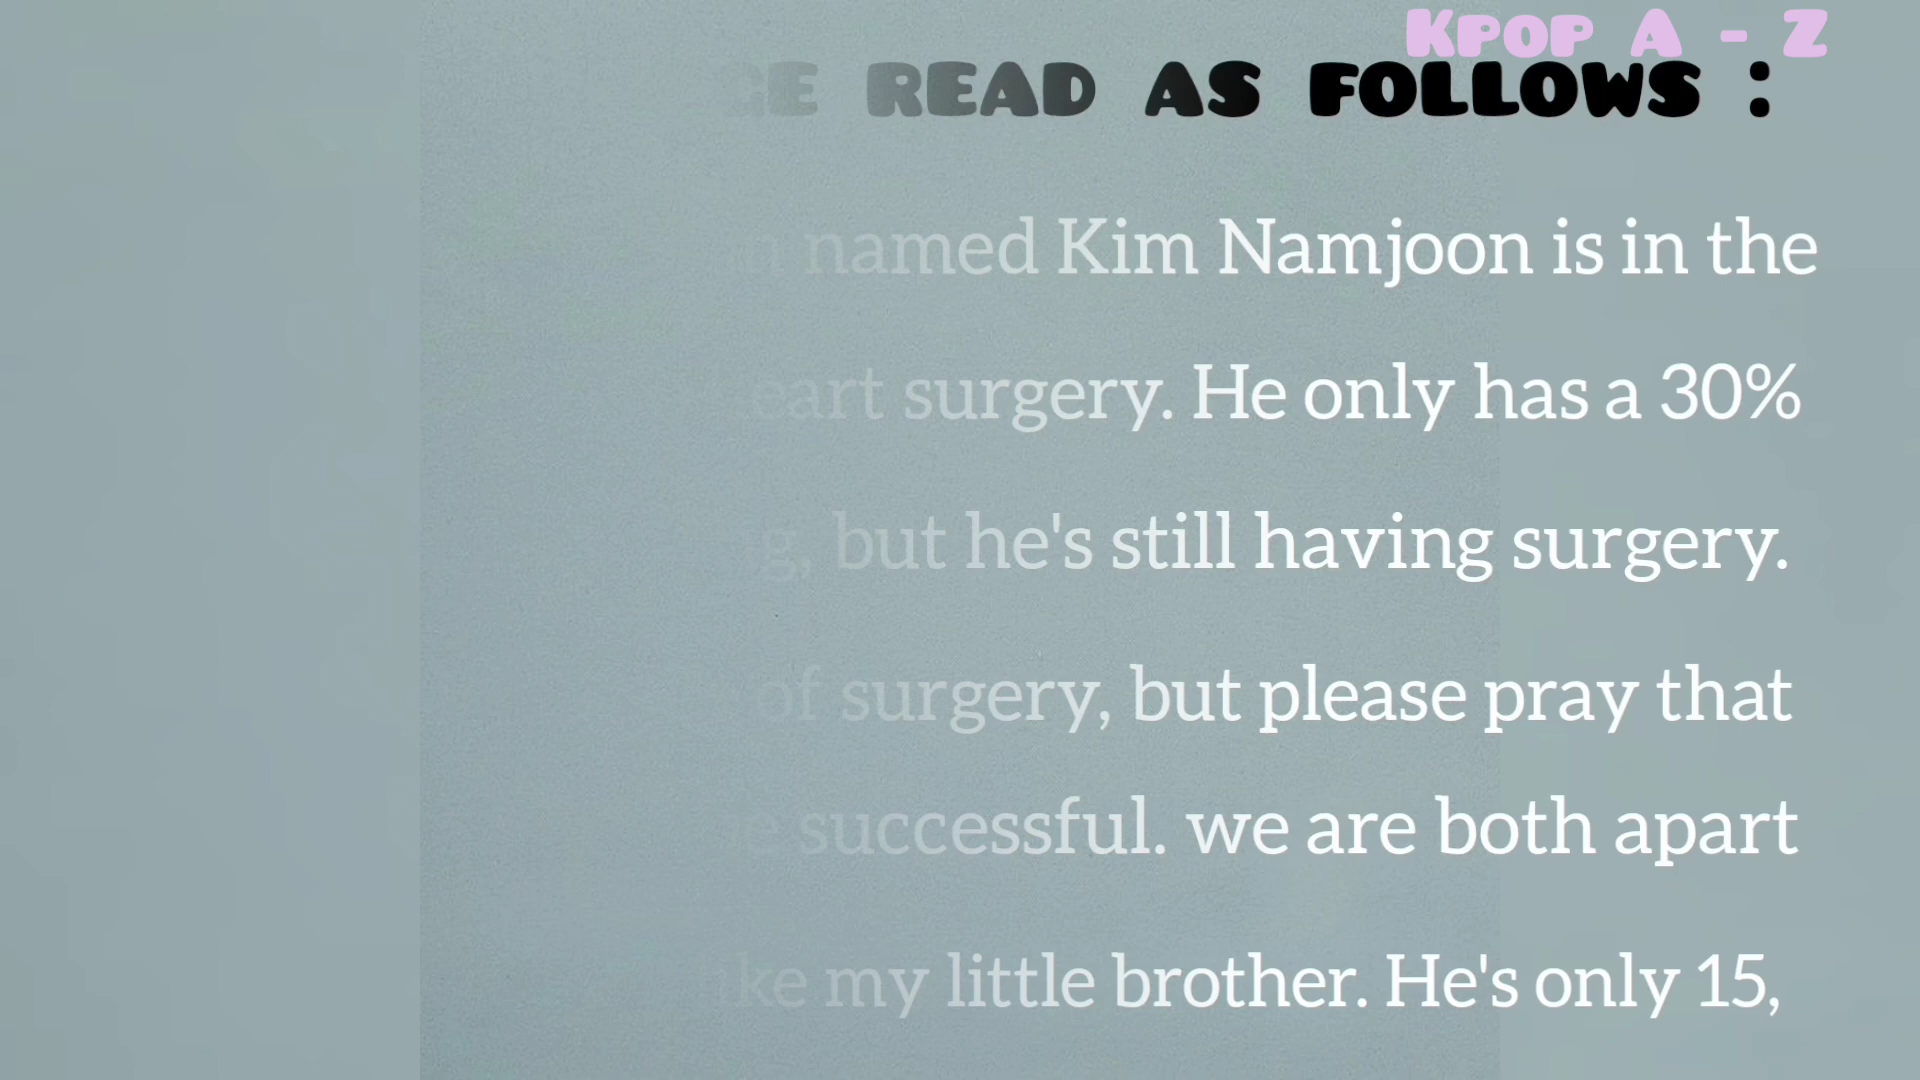 Kpop A - Z
READ AS FOLLOWS :
named Kim Namjoon is in the
surgery. He only has a 30%
but he's still having surgery.
of surgery, but please pray that
successful. we are both apart
my little brother. He's only 15,